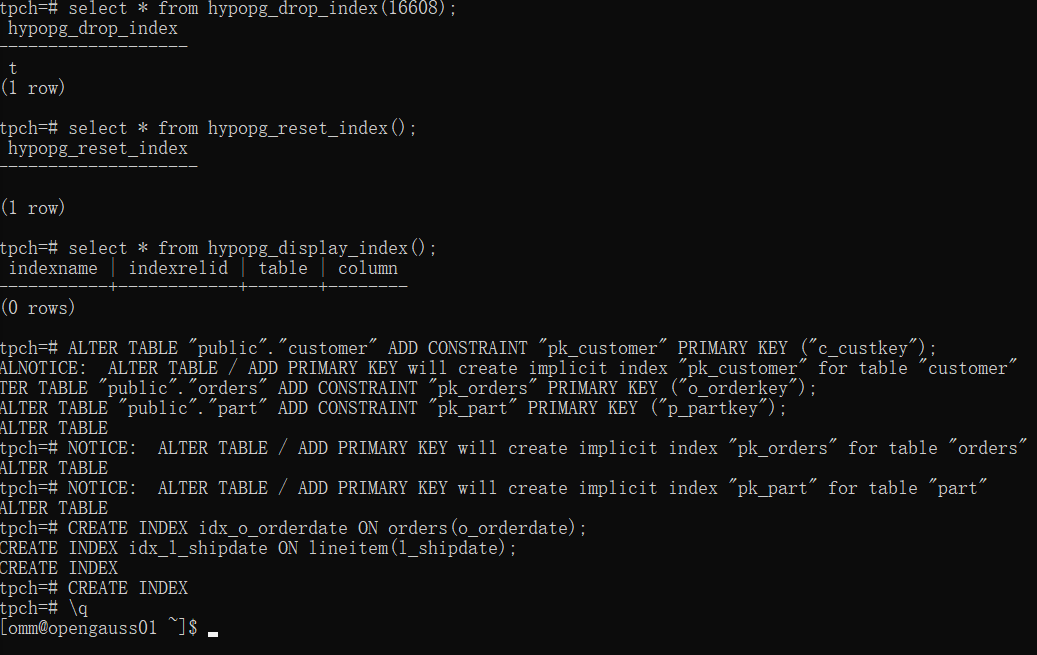 tpch=# select * from hypopg_drop_index(16608);
 hypopg_drop_index
-------------------
 t
(1 row)

tpch=# select * from hypopg_reset_index();
 hypopg_reset_index
--------------------

(1 row)

tpch=# select * from hypopg_display_index();
 indexname | indexrelid | table | column
-----------+------------+-------+--------
(0 rows)

tpch=# ALTER TABLE "public"."customer" ADD CONSTRAINT "pk_customer" PRIMARY KEY ("c_custkey");
ALNOTICE:  ALTER TABLE / ADD PRIMARY KEY will create implicit index "pk_customer" for table "customer"
TER TABLE "public"."orders" ADD CONSTRAINT "pk_orders" PRIMARY KEY ("o_orderkey");
ALTER TABLE "public"."part" ADD CONSTRAINT "pk_part" PRIMARY KEY ("p_partkey");
ALTER TABLE
tpch=# NOTICE:  ALTER TABLE / ADD PRIMARY KEY will create implicit index "pk_orders" for table "orders"
ALTER TABLE
tpch=# NOTICE:  ALTER TABLE / ADD PRIMARY KEY will create implicit index "pk_part" for table "part"
ALTER TABLE
tpch=# CREATE INDEX idx_o_orderdate ON orders(o_orderdate);
CREATE INDEX idx_l_shipdate ON lineitem(l_shipdate);
CREATE INDEX
tpch=# CREATE INDEX
tpch=# \q
[omm@opengauss01 ~]$